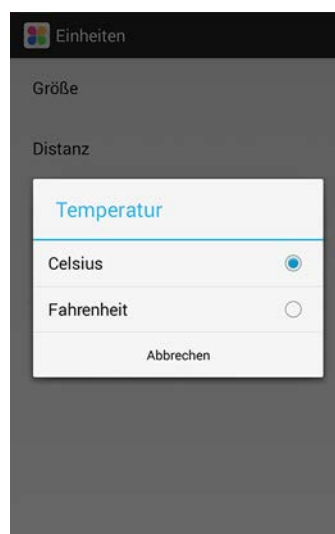 Einheiten
Größe
Distanz
Temperatur
Celsius
Fahrenheit
Abbrechen